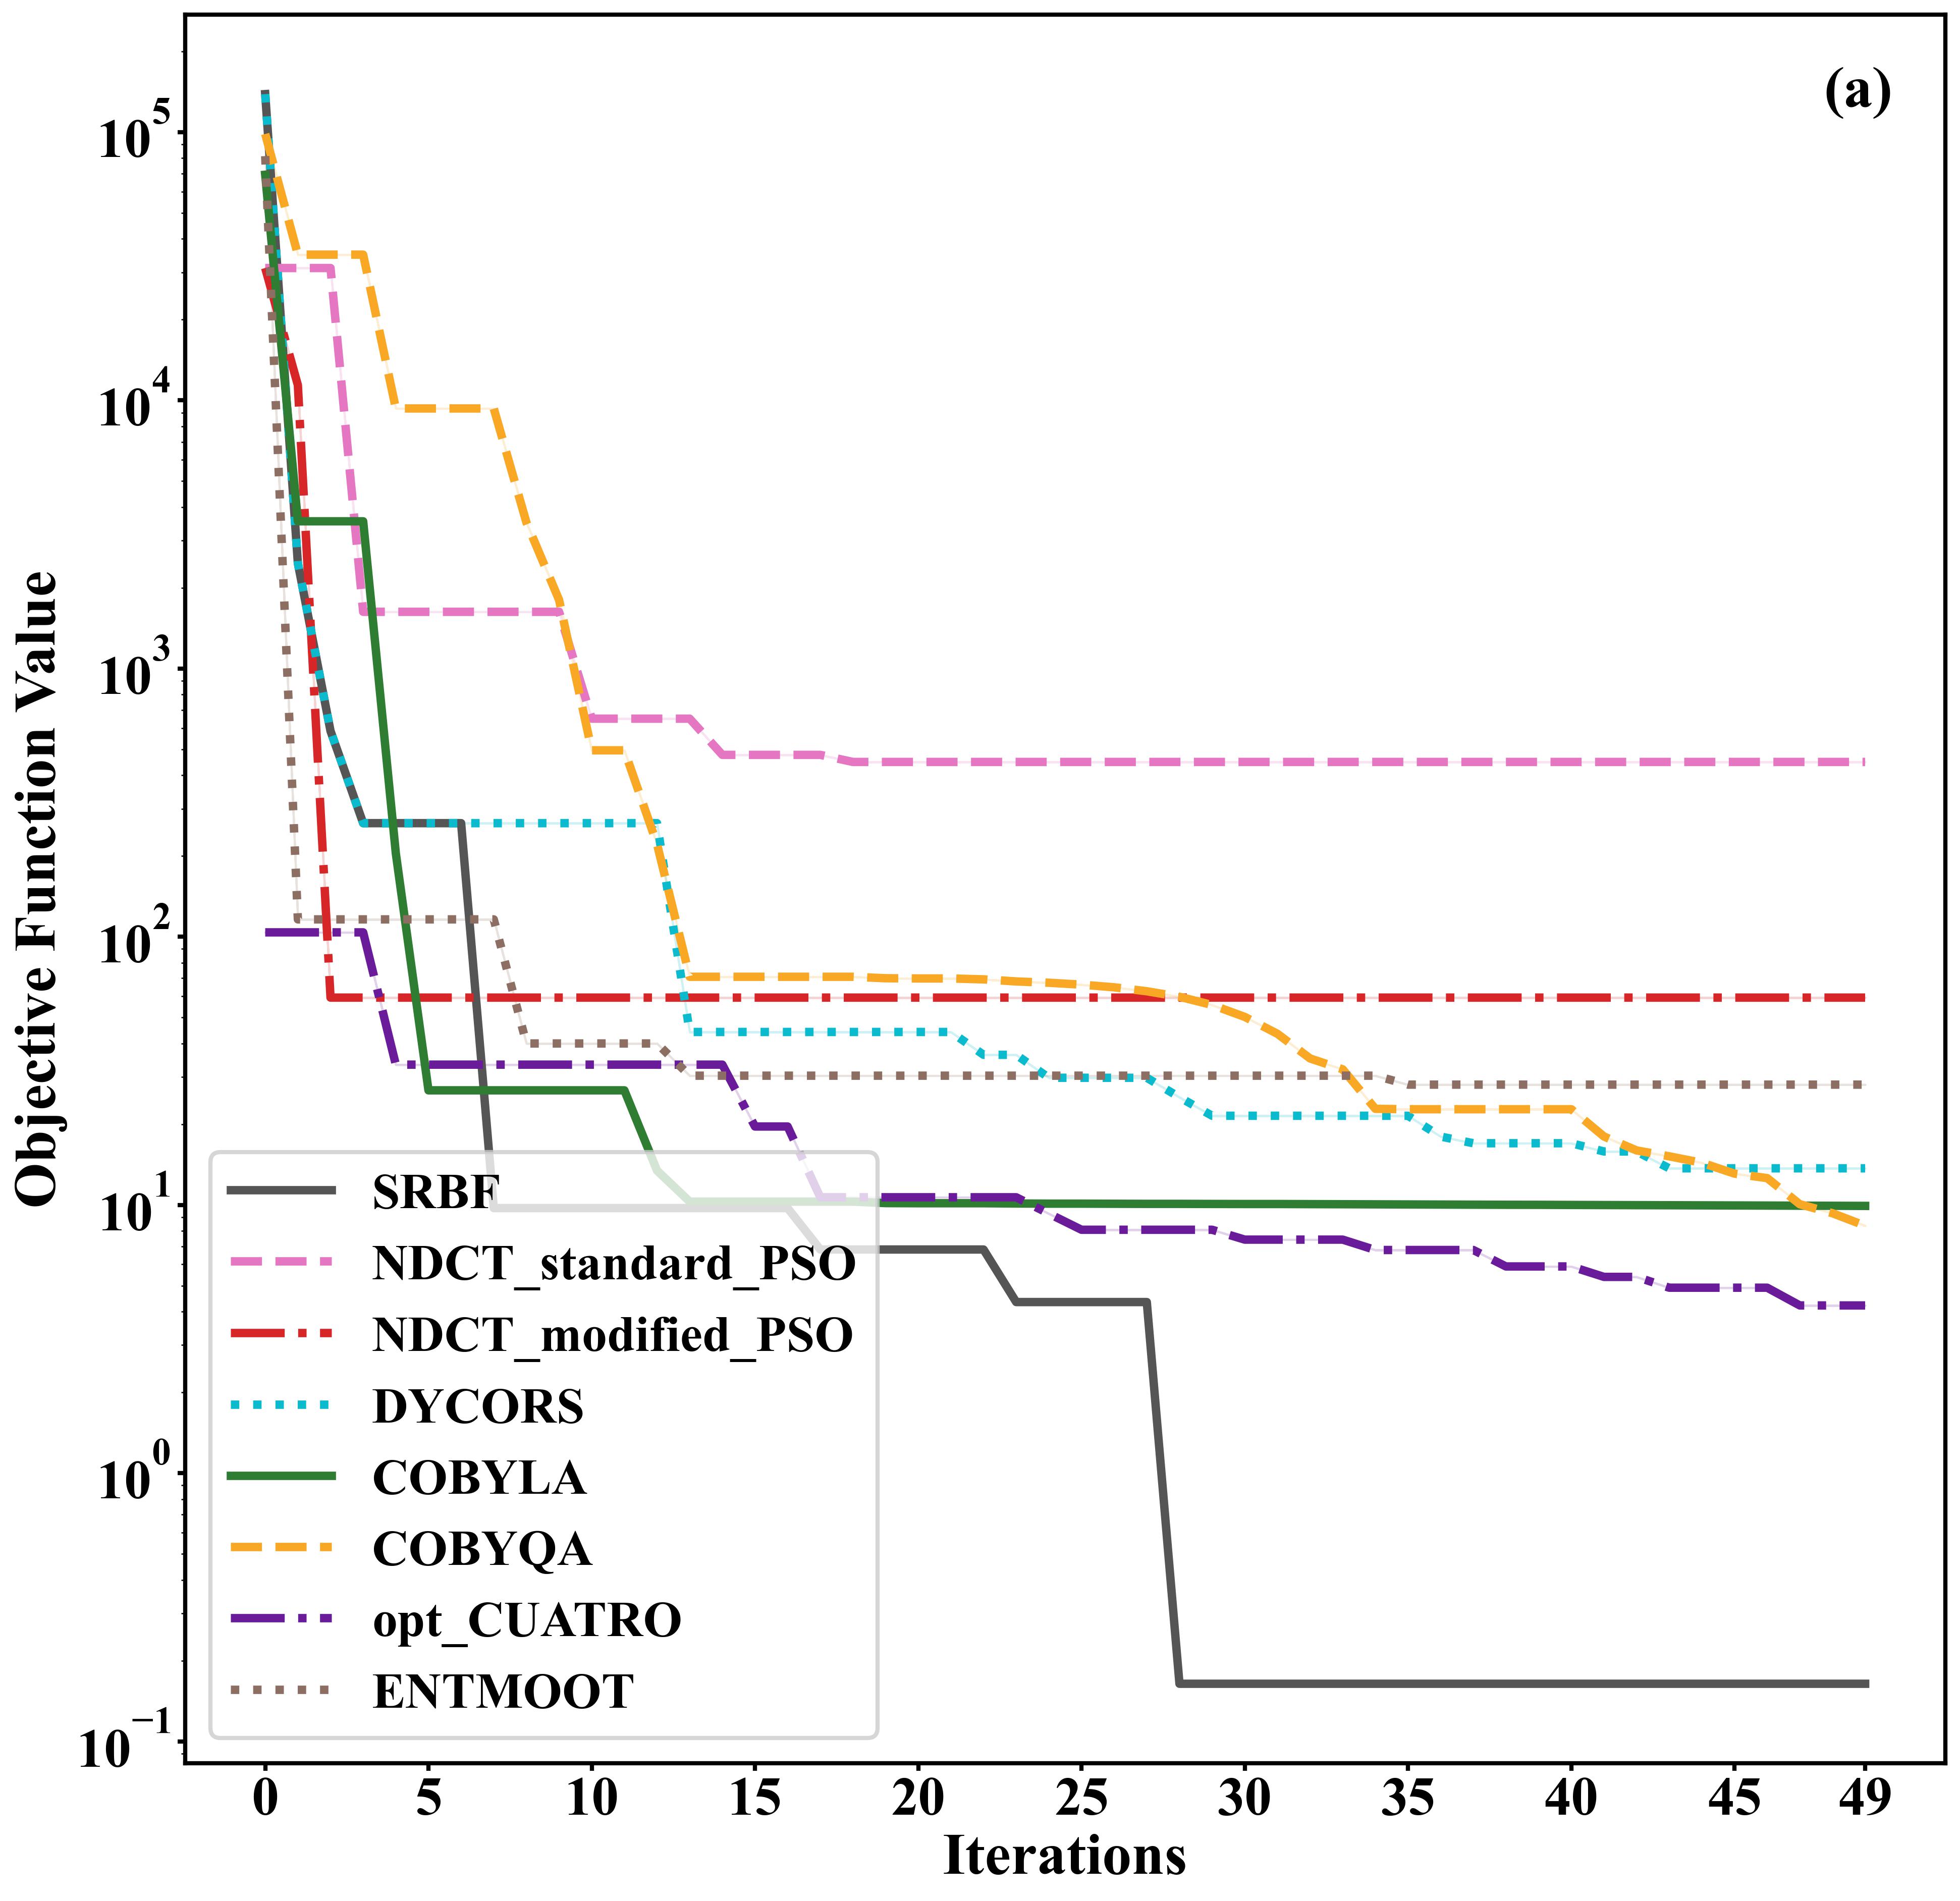 (a)
Objective Function Value
10^5
10^4
10^3
10^2
10^1
10^0
10^−1
SRBF
NDCT_standard_PSO
NDCT_modified_PSO
DYCORS
COBYLA
COBYQA
opt_CUATRO
ENTMOOT
0 5 10 15 20 25 30 35 40 45 49
Iterations